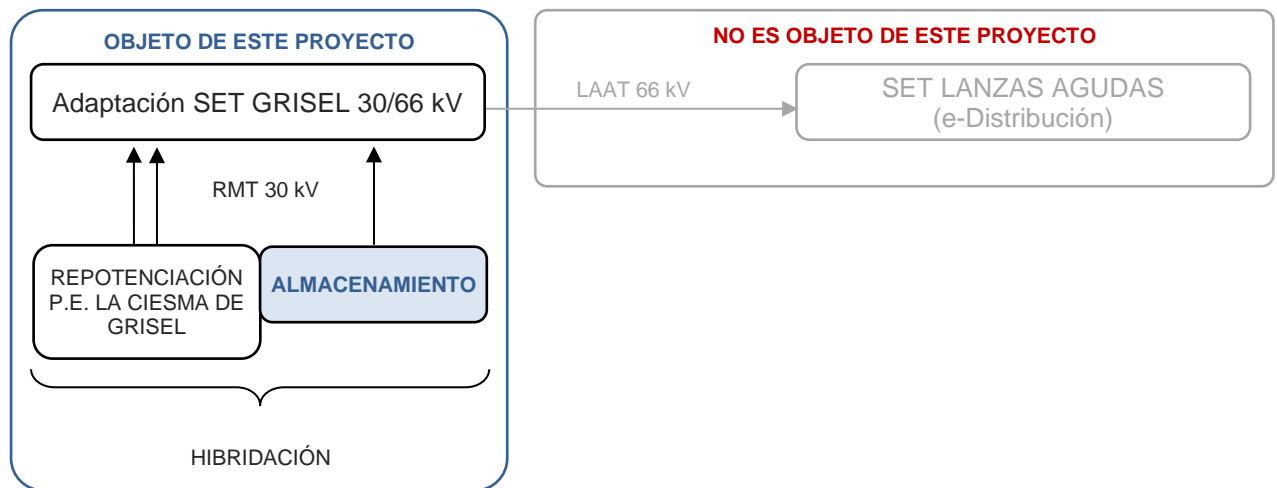 OBJETO DE ESTE PROYECTO
Adaptación SET GRISEL 30/66 kV
RMT 30 kV
REPOTENCIACIÓN
P.E. LA CIESMA DE
GRISEL
ALMACENAMIENTO
HIBRIDACIÓN
NO ES OBJETO DE ESTE PROYECTO
LAAT 66 kV
SET LANZAS AGUDAS
(e-Distribución)